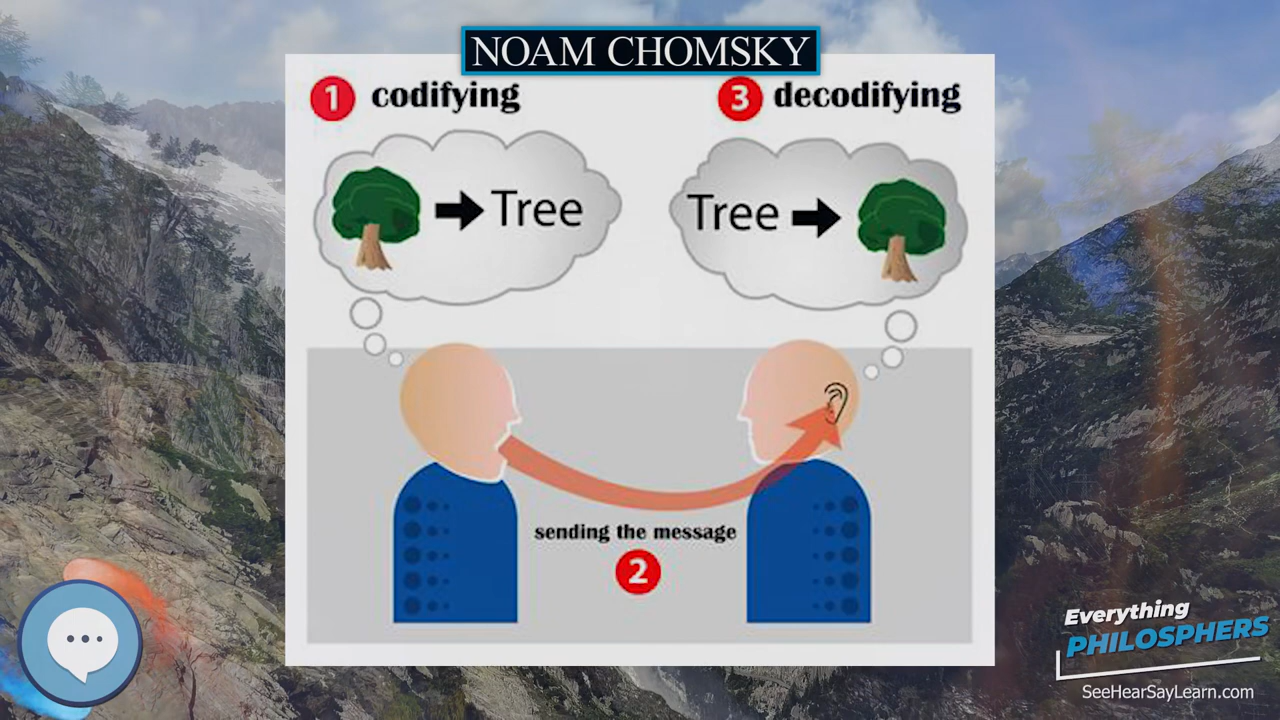 NOAM CHOMSKY
1 codifying
3 decodifying
Tree
Tree
sending the message
2
Everything
PHILOSPHERS
SeeHearSayLearn.com